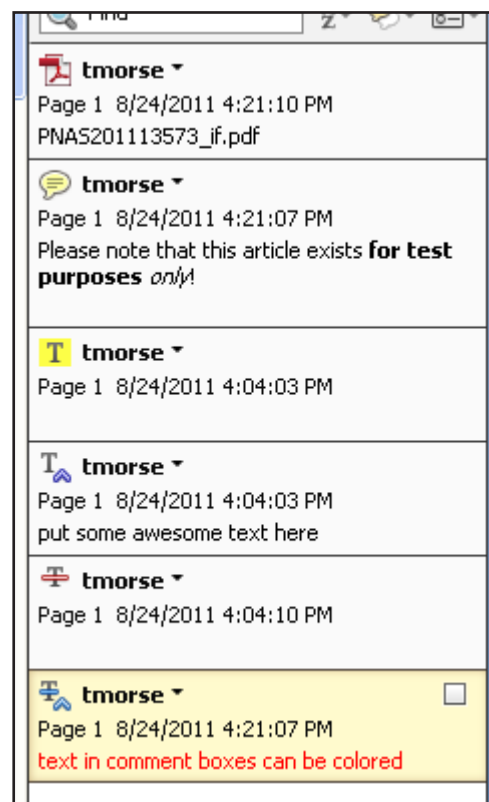 Find
tmorse
Page 1 8/24/2011 4:21:10 PM
PNAS201113573_if.pdf
tmorse
Page 1 8/24/2011 4:21:07 PM
Please note that this article exists for test
purposes only!
T tmorse
Page 1 8/24/2011 4:04:03 PM
T tmorse
Page 1 8/24/2011 4:04:03 PM
put some awesome text here
T tmorse
Page 1 8/24/2011 4:04:10 PM
T tmorse
Page 1 8/24/2011 4:21:07 PM
text in comment boxes can be colored